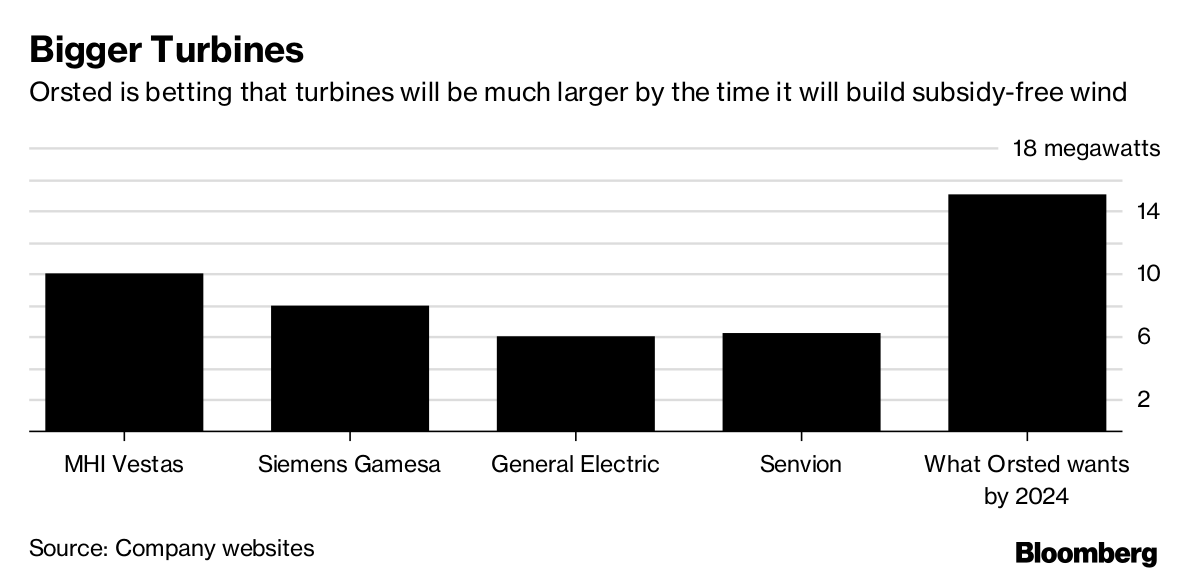 Bigger Turbines
Orsted is betting that turbines will be much larger by the time it will build subsidy-free wind
18 megawatts
14
10
6
2
MHI Vestas
Siemens Gamesa
General Electric
Senvion
What Orsted wants
by 2024
Source: Company websites
Bloomberg